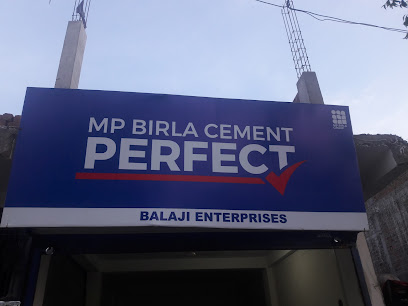 MP BIRLA CEMENT
PERFECT
BALAJI ENTERPRISES